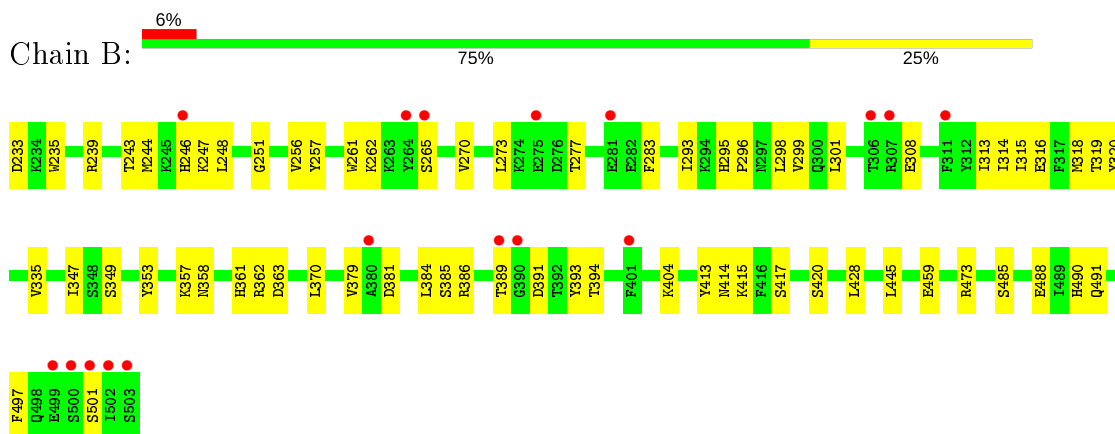 6%
Chain B:
75% 25%
D233 K234 W235 R239 T243 M244 K245 H246 K247 L248 G251 V256 Y257 W261 K262 K263 Y264 S265 V270 L273 K274 E275 D276 T277 E281 E282 F283 I293 K294 H295 P296 N297 L298 V299 Q300 L301 T306 R307 E308 F311 Y312 I313 I314 I315 E316 F317 M318 T319 Y320
V335 I347 S348 S349 Y353 K357 N358 H361 R362 D363 L370 V379 A380 D381 L384 S385 R386 T389 G390 D391 T392 Y393 T394 F401 K404 Y413 N414 K415 F416 S417 S420 L428 L445 E459 R473 S485 E488 I489 H490 Q491
F497 Q498 E499 S500 S501 I502 S503